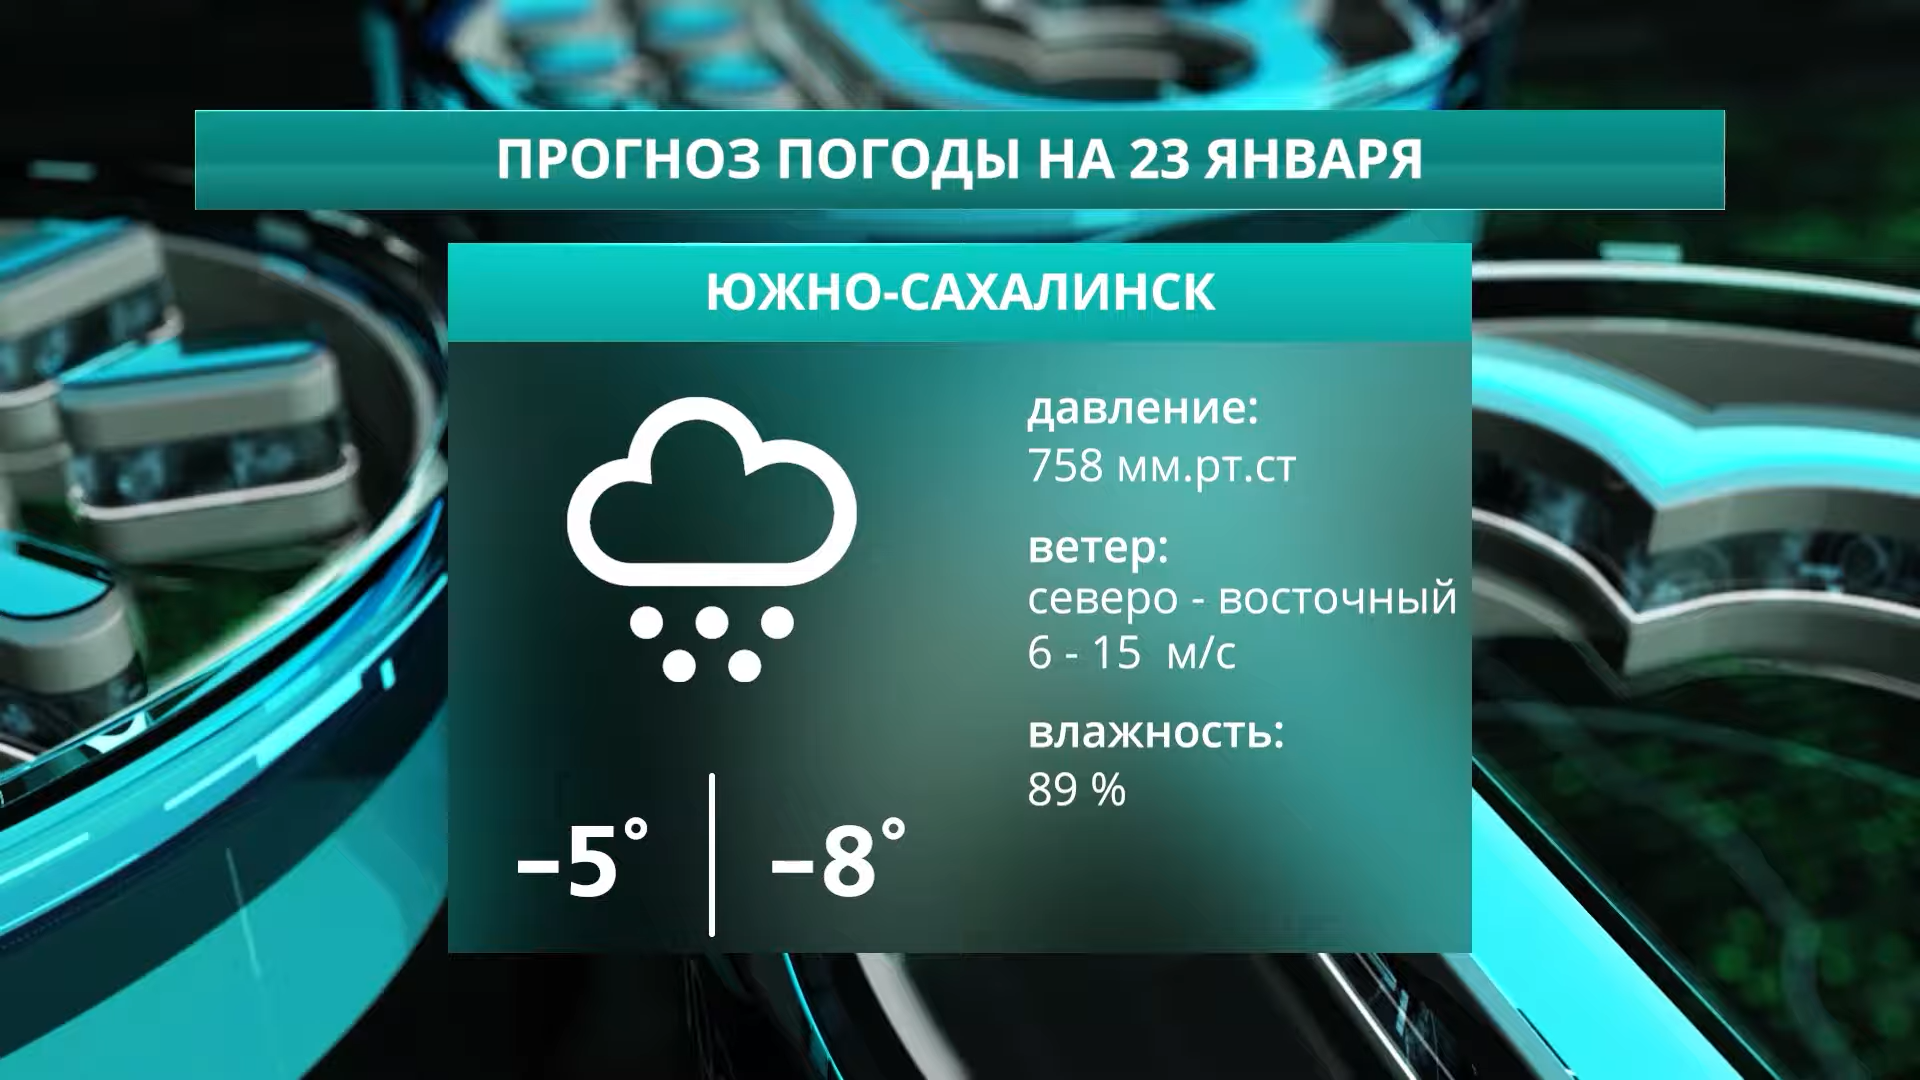 ПРОГНОЗ ПОГОДЫ НА 23 ЯНВАРЯ
ЮЖНО-САХАЛИНСК
давление:
758 мм.рт.ст
ветер:
северо - восточный
6 - 15 м/с
влажность:
89 %
-5° -8°